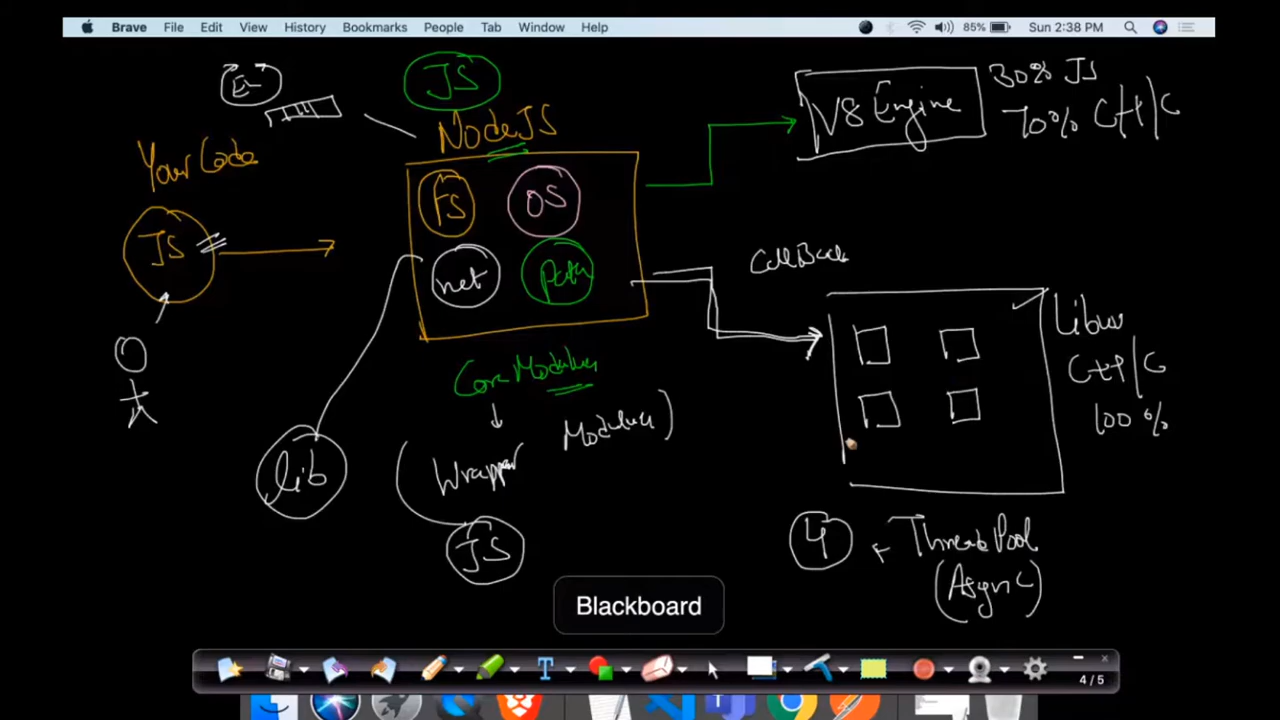 Brave File Edit View History Bookmarks People Tab Window Help
85% Sun 2:38 PM
JS
NodeJS
Your Code
JS
FS
OS
net
path
V8 Engine
30% JS
70% C++/C
CallBack
Libuv
C++/C
100%
Core Modules
Wrapper
Modules
JS
lib
4
Thread Pool
(Async)
Blackboard
T
4 / 5